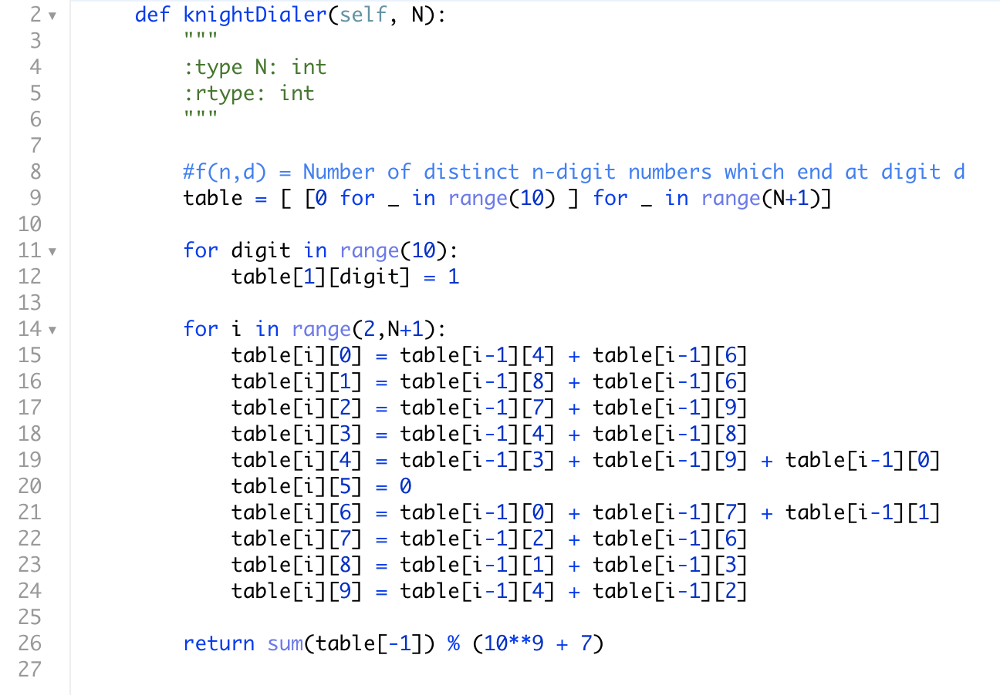 2 ▼ def knightDialer(self, N):
3 """
4 :type N: int
5 :rtype: int
6 """
7
8 #f(n,d) = Number of distinct n-digit numbers which end at digit d
9 table = [ [0 for _ in range(10) ] for _ in range(N+1)]
10
11 ▼ for digit in range(10):
12 table[1][digit] = 1
13
14 ▼ for i in range(2,N+1):
15 table[i][0] = table[i-1][4] + table[i-1][6]
16 table[i][1] = table[i-1][8] + table[i-1][6]
17 table[i][2] = table[i-1][7] + table[i-1][9]
18 table[i][3] = table[i-1][4] + table[i-1][8]
19 table[i][4] = table[i-1][3] + table[i-1][9] + table[i-1][0]
20 table[i][5] = 0
21 table[i][6] = table[i-1][0] + table[i-1][7] + table[i-1][1]
22 table[i][7] = table[i-1][2] + table[i-1][6]
23 table[i][8] = table[i-1][1] + table[i-1][3]
24 table[i][9] = table[i-1][4] + table[i-1][2]
25
26 return sum(table[-1]) % (10**9 + 7)
27